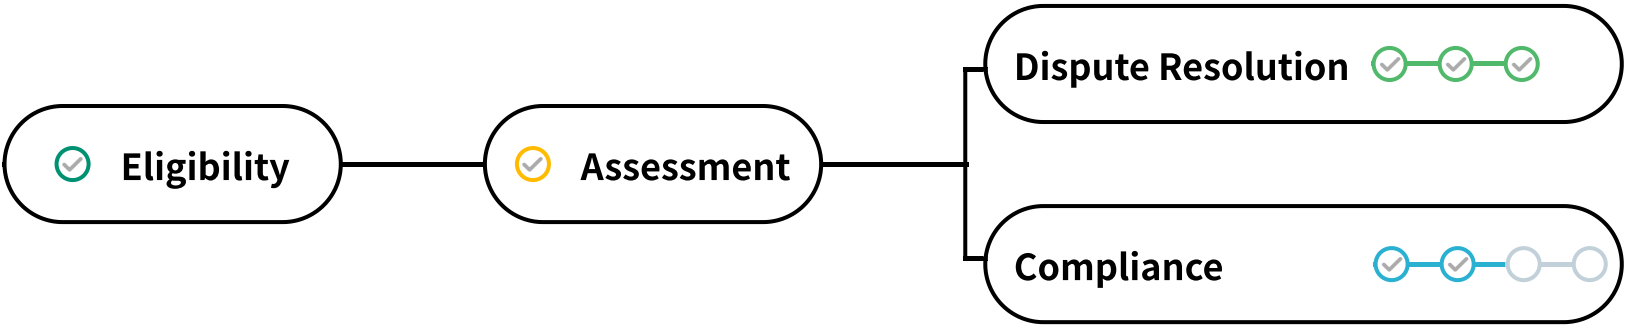 Eligibility
Assessment
Dispute Resolution
Compliance